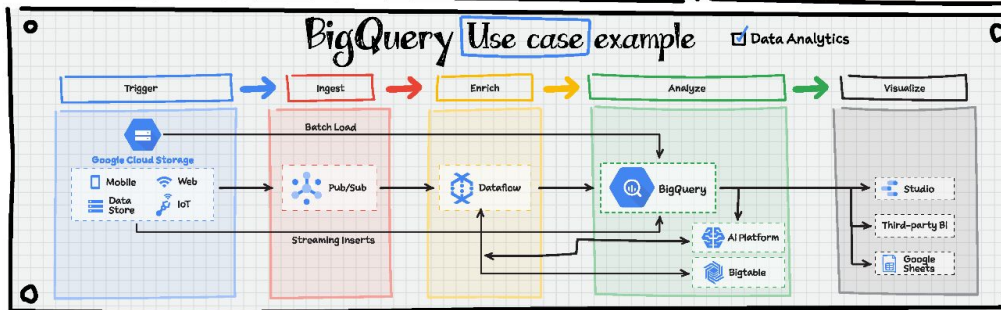 BigQuery Use case example
Data Analytics
Trigger
Ingest
Enrich
Analyze
Visualize
Batch Load
Google Cloud Storage
Mobile
Web
Data
Store
IoT
Pub/Sub
Dataflow
BigQuery
Studio
Third-party BI
Google
Sheets
AI Platform
Bigtable
Streaming Inserts